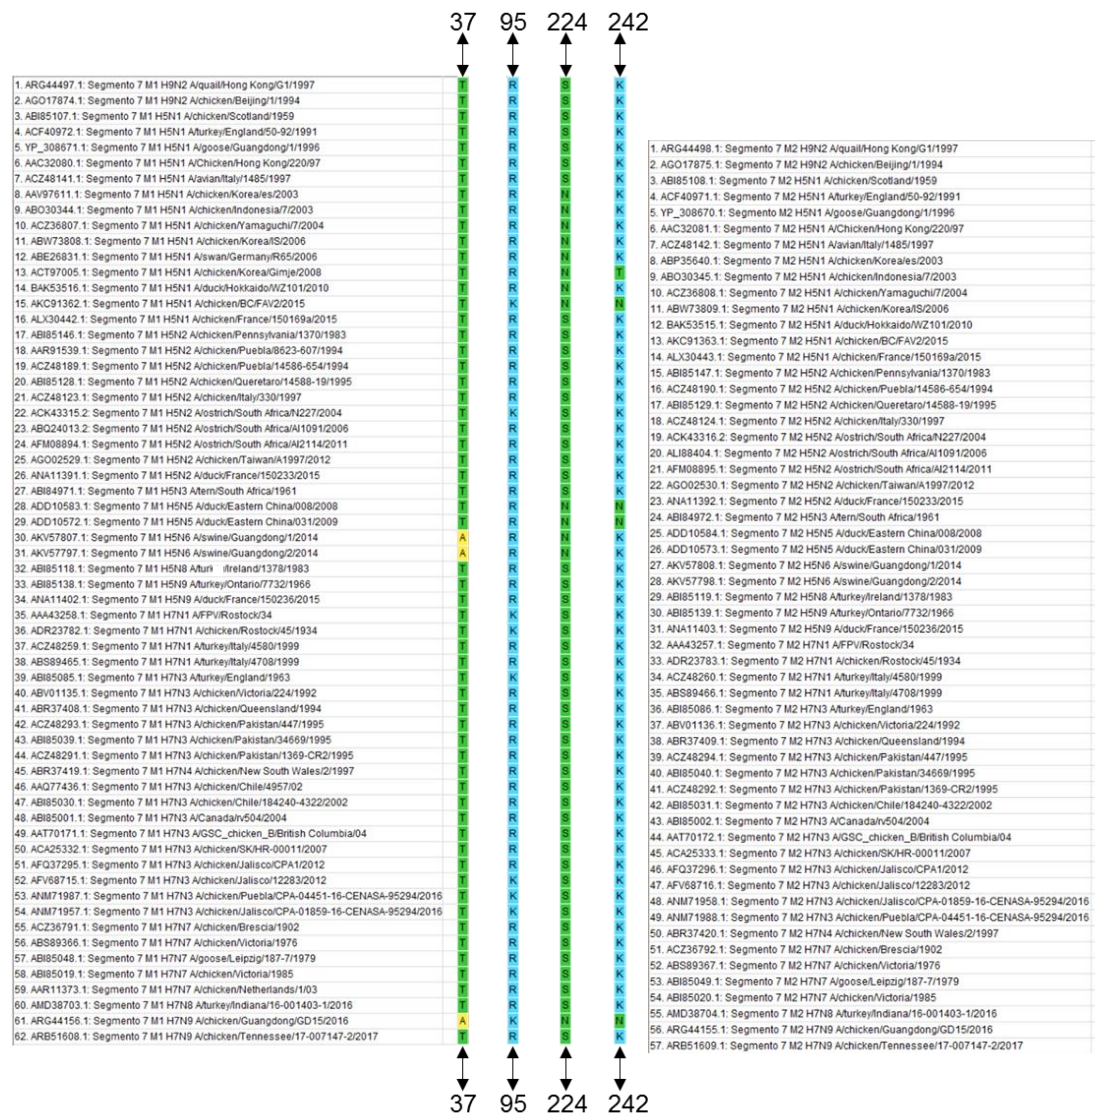 37 95 224 242
1. ARG44497.1: Segmento 7 M1 H9N2 A/quail/Hong Kong/G1/1997 T R S K
2. AGO17874.1: Segmento 7 M1 H9N2 A/chicken/Beijing/1/1994 T R S K
3. ABI85107.1: Segmento 7 M1 H5N1 A/chicken/Scotland/1959 T R S K
4. ACF40972.1: Segmento 7 M1 H5N1 A/turkey/England/50-92/1991 T R S K
5. YP_308671.1: Segmento 7 M1 H5N1 A/goose/Guangdong/1/1996 T R S K
6. AAC32080.1: Segmento 7 M1 H5N1 A/Chicken/Hong Kong/220/97 T R S K
7. ACZ48141.1: Segmento 7 M1 H5N1 A/avian/Italy/1485/1997 T R S K
8. AAV97611.1: Segmento 7 M1 H5N1 A/chicken/Korea/es/2003 T R N K
9. ABO30344.1: Segmento 7 M1 H5N1 A/chicken/Indonesia/7/2003 T R N K
10. ACZ36807.1: Segmento 7 M1 H5N1 A/chicken/Yamaguchi/7/2004 T R N K
11. ABW73808.1: Segmento 7 M1 H5N1 A/chicken/Korea/IS/2006 T R N K
12. ABE26831.1: Segmento 7 M1 H5N1 A/swan/Germany/R65/2006 T R N K
13. ACT97005.1: Segmento 7 M1 H5N1 A/chicken/Korea/Gimje/2008 T R N T
14. BAK53516.1: Segmento 7 M1 H5N1 A/duck/Hokkaido/WZ101/2010 T R N K
15. AKC91362.1: Segmento 7 M1 H5N1 A/chicken/BC/FAV2/2015 T K N N
16. ALX30442.1: Segmento 7 M1 H5N1 A/chicken/France/150169a/2015 T R S K
17. ABI85146.1: Segmento 7 M1 H5N2 A/chicken/Pennsylvania/1370/1983 T R S K
18. AAR91539.1: Segmento 7 M1 H5N2 A/chicken/Puebla/8623-607/1994 T R S K
19. ACZ48189.1: Segmento 7 M1 H5N2 A/chicken/Puebla/14586-654/1994 T R S K
20. ABI85128.1: Segmento 7 M1 H5N2 A/chicken/Queretaro/14588-19/1995 T R S K
21. ACZ48123.1: Segmento 7 M1 H5N2 A/chicken/Italy/330/1997 T R S K
22. ACK43315.2: Segmento 7 M1 H5N2 A/ostrich/South Africa/N227/2004 T K S K
23. ABQ24013.2: Segmento 7 M1 H5N2 A/ostrich/South Africa/AI1091/2006 T R S K
24. AFM08894.1: Segmento 7 M1 H5N2 A/ostrich/South Africa/AI2114/2011 T K S K
25. AGO02529.1: Segmento 7 M1 H5N2 A/chicken/Taiwan/A1997/2012 T R S K
26. ANA11391.1: Segmento 7 M1 H5N2 A/duck/France/150233/2015 T R S K
27. ABI84971.1: Segmento 7 M1 H5N3 A/tern/South Africa/1961 T R S K
28. ADD10583.1: Segmento 7 M1 H5N5 A/duck/Eastern China/008/2008 T R N N
29. ADD10572.1: Segmento 7 M1 H5N5 A/duck/Eastern China/031/2009 T R N N
30. AKV57807.1: Segmento 7 M1 H5N6 A/swine/Guangdong/1/2014 A R N K
31. AKV57797.1: Segmento 7 M1 H5N6 A/swine/Guangdong/2/2014 A R N K
32. ABI85118.1: Segmento 7 M1 H5N8 A/turk /Ireland/1378/1983 T R S K
33. ABI85138.1: Segmento 7 M1 H5N9 A/turkey/Ontario/7732/1966 T R S K
34. ANA11402.1: Segmento 7 M1 H5N9 A/duck/France/150236/2015 T R S K
35. AAA43258.1: Segmento 7 M1 H7N1 A/FPV/Rostock/34 T K S K
36. ADR23782.1: Segmento 7 M1 H7N1 A/chicken/Rostock/45/1934 T K S K
37. ACZ48259.1: Segmento 7 M1 H7N1 A/turkey/Italy/4580/1999 T R S K
38. ABS89465.1: Segmento 7 M1 H7N1 A/turkey/Italy/4708/1999 T R S K
39. ABI85085.1: Segmento 7 M1 H7N3 A/turkey/England/1963 T K S K
40. ABV01135.1: Segmento 7 M1 H7N3 A/chicken/Victoria/224/1992 T R S K
41. ABR37408.1: Segmento 7 M1 H7N3 A/chicken/Queensland/1994 T R S K
42. ACZ48293.1: Segmento 7 M1 H7N3 A/chicken/Pakistan/447/1995 T R S K
43. ABI85039.1: Segmento 7 M1 H7N3 A/chicken/Pakistan/34669/1995 T R S K
44. ACZ48291.1: Segmento 7 M1 H7N3 A/chicken/Pakistan/1369-CR2/1995 T R S K
45. ABR37419.1: Segmento 7 M1 H7N4 A/chicken/New South Wales/2/1997 T R S K
46. AAQ77436.1: Segmento 7 M1 H7N3 A/chicken/Chile/4957/02 T R S K
47. ABI85030.1: Segmento 7 M1 H7N3 A/chicken/Chile/184240-4322/2002 T R S K
48. ABI85001.1: Segmento 7 M1 H7N3 A/Canada/rv504/2004 T R S K
49. AAT70171.1: Segmento 7 M1 H7N3 A/GSC_chicken_B/British Columbia/04 T R S K
50. ACA25332.1: Segmento 7 M1 H7N3 A/chicken/SK/HR-00011/2007 T R S K
51. AFQ37295.1: Segmento 7 M1 H7N3 A/chicken/Jalisco/CPA1/2012 T R S K
52. AFV68715.1: Segmento 7 M1 H7N3 A/chicken/Jalisco/12283/2012 T K S K
53. ANM71987.1: Segmento 7 M1 H7N3 A/chicken/Puebla/CPA-04451-16-CENASA-95294/2016 T K S K
54. ANM71957.1: Segmento 7 M1 H7N3 A/chicken/Jalisco/CPA-01859-16-CENASA-95294/2016 T K S K
55. ACZ36791.1: Segmento 7 M1 H7N7 A/chicken/Brescia/1902 T R S K
56. ABS89366.1: Segmento 7 M1 H7N7 A/chicken/Victoria/1976 T R S K
57. ABI85048.1: Segmento 7 M1 H7N7 A/goose/Leipzig/187-7/1979 T R S K
58. ABI85019.1: Segmento 7 M1 H7N7 A/chicken/Victoria/1985 T R S K
59. AAR11373.1: Segmento 7 M1 H7N7 A/chicken/Netherlands/1/03 T R S K
60. AMD38703.1: Segmento 7 M1 H7N8 A/turkey/Indiana/16-001403-1/2016 T R S K
61. ARG44156.1: Segmento 7 M1 H7N9 A/chicken/Guangdong/GD15/2016 A K N N
62. ARB51608.1: Segmento 7 M1 H7N9 A/chicken/Tennessee/17-007147-2/2017 T R S K
37 95 224 242
1. ARG44498.1: Segmento 7 M2 H9N2 A/quail/Hong Kong/G1/1997
2. AGO17875.1: Segmento 7 M2 H9N2 A/chicken/Beijing/1/1994
3. ABI85108.1: Segmento 7 M2 H5N1 A/chicken/Scotland/1959
4. ACF40971.1: Segmento 7 M2 H5N1 A/turkey/England/50-92/1991
5. YP_308670.1: Segmento M2 H5N1 A/goose/Guangdong/1/1996
6. AAC32081.1: Segmento 7 M2 H5N1 A/Chicken/Hong Kong/220/97
7. ACZ48142.1: Segmento 7 M2 H5N1 A/avian/Italy/1485/1997
8. ABP35640.1: Segmento 7 M2 H5N1 A/chicken/Korea/es/2003
9. ABO30345.1: Segmento 7 M2 H5N1 A/chicken/Indonesia/7/2003
10. ACZ36808.1: Segmento 7 M2 H5N1 A/chicken/Yamaguchi/7/2004
11. ABW73809.1: Segmento 7 M2 H5N1 A/chicken/Korea/IS/2006
12. BAK53515.1: Segmento 7 M2 H5N1 A/duck/Hokkaido/WZ101/2010
13. AKC91363.1: Segmento 7 M2 H5N1 A/chicken/BC/FAV2/2015
14. ALX30443.1: Segmento 7 M2 H5N1 A/chicken/France/150169a/2015
15. ABI85147.1: Segmento 7 M2 H5N2 A/chicken/Pennsylvania/1370/1983
16. ACZ48190.1: Segmento 7 M2 H5N2 A/chicken/Puebla/14586-654/1994
17. ABI85129.1: Segmento 7 M2 H5N2 A/chicken/Queretaro/14588-19/1995
18. ACZ48124.1: Segmento 7 M2 H5N2 A/chicken/Italy/330/1997
19. ACK43316.2: Segmento 7 M2 H5N2 A/ostrich/South Africa/N227/2004
20. ALI88404.1: Segmento 7 M2 H5N2 A/ostrich/South Africa/AI1091/2006
21. AFM08895.1: Segmento 7 M2 H5N2 A/ostrich/South Africa/AI2114/2011
22. AGO02530.1: Segmento 7 M2 H5N2 A/chicken/Taiwan/A1997/2012
23. ANA11392.1: Segmento 7 M2 H5N2 A/duck/France/150233/2015
24. ABI84972.1: Segmento 7 M2 H5N3 A/tern/South Africa/1961
25. ADD10584.1: Segmento 7 M2 H5N5 A/duck/Eastern China/008/2008
26. ADD10573.1: Segmento 7 M2 H5N5 A/duck/Eastern China/031/2009
27. AKV57808.1: Segmento 7 M2 H5N6 A/swine/Guangdong/1/2014
28. AKV57798.1: Segmento 7 M2 H5N6 A/swine/Guangdong/2/2014
29. ABI85119.1: Segmento 7 M2 H5N8 A/turkey/Ireland/1378/1983
30. ABI85139.1: Segmento 7 M2 H5N9 A/turkey/Ontario/7732/1966
31. ANA11403.1: Segmento 7 M2 H5N9 A/duck/France/150236/2015
32. AAA43257.1: Segmento 7 M2 H7N1 A/FPV/Rostock/34
33. ADR23783.1: Segmento 7 M2 H7N1 A/chicken/Rostock/45/1934
34. ACZ48260.1: Segmento 7 M2 H7N1 A/turkey/Italy/4580/1999
35. ABS89466.1: Segmento 7 M2 H7N1 A/turkey/Italy/4708/1999
36. ABI85086.1: Segmento 7 M2 H7N3 A/turkey/England/1963
37. ABV01136.1: Segmento 7 M2 H7N3 A/chicken/Victoria/224/1992
38. ABR37409.1: Segmento 7 M2 H7N3 A/chicken/Queensland/1994
39. ACZ48294.1: Segmento 7 M2 H7N3 A/chicken/Pakistan/447/1995
40. ABI85040.1: Segmento 7 M2 H7N3 A/chicken/Pakistan/34669/1995
41. ACZ48292.1: Segmento 7 M2 H7N3 A/chicken/Pakistan/1369-CR2/1995
42. ABI85031.1: Segmento 7 M2 H7N3 A/chicken/Chile/184240-4322/2002
43. ABI85002.1: Segmento 7 M2 H7N3 A/Canada/rv504/2004
44. AAT70172.1: Segmento 7 M2 H7N3 A/GSC_chicken_B/British Columbia/04
45. ACA25333.1: Segmento 7 M2 H7N3 A/chicken/SK/HR-00011/2007
46. AFQ37296.1: Segmento 7 M2 H7N3 A/chicken/Jalisco/CPA1/2012
47. AFV68716.1: Segmento 7 M2 H7N3 A/chicken/Jalisco/12283/2012
48. ANM71958.1: Segmento 7 M2 H7N3 A/chicken/Jalisco/CPA-01859-16-CENASA-95294/2016
49. ANM71988.1: Segmento 7 M2 H7N3 A/chicken/Puebla/CPA-04451-16-CENASA-95294/2016
50. ABR37420.1: Segmento 7 M2 H7N4 A/chicken/New South Wales/2/1997
51. ACZ36792.1: Segmento 7 M2 H7N7 A/chicken/Brescia/1902
52. ABS89367.1: Segmento 7 M2 H7N7 A/chicken/Victoria/1976
53. ABI85049.1: Segmento 7 M2 H7N7 A/goose/Leipzig/187-7/1979
54. ABI85020.1: Segmento 7 M2 H7N7 A/chicken/Victoria/1985
55. AMD38704.1: Segmento 7 M2 H7N8 A/turkey/Indiana/16-001403-1/2016
56. ARG44155.1: Segmento 7 M2 H7N9 A/chicken/Guangdong/GD15/2016
57. ARB51609.1: Segmento 7 M2 H7N9 A/chicken/Tennessee/17-007147-2/2017